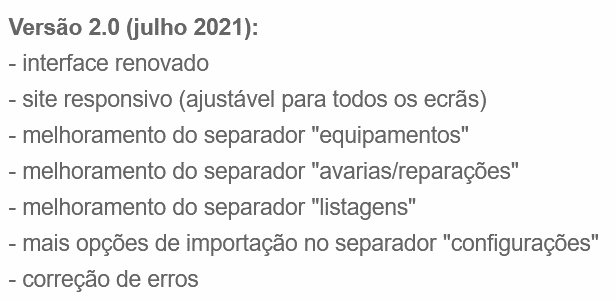 Versão 2.0 (julho 2021):
- interface renovado
- site responsivo (ajustável para todos os ecrãs)
- melhoramento do separador "equipamentos"
- melhoramento do separador "avarias/reparações"
- melhoramento do separador "listagens"
- mais opções de importação no separador "configurações"
- correção de erros